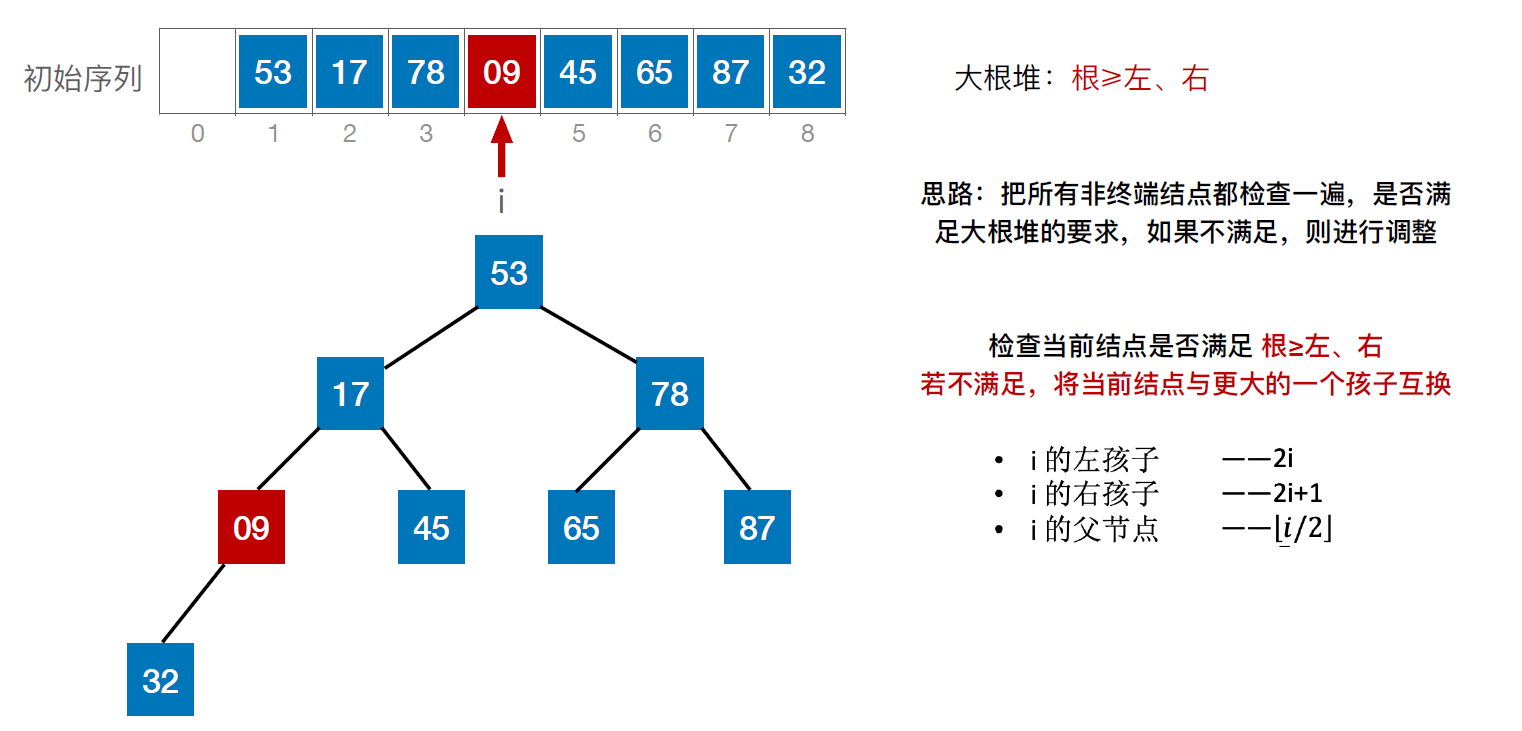 初始序列
53 17 78 09 45 65 87 32
0 1 2 3 5 6 7 8
i
53
17 78
09 45 65 87
32
大根堆：根≥左、右
思路：把所有非终端结点都检查一遍，是否满
足大根堆的要求，如果不满足，则进行调整
检查当前结点是否满足 根≥左、右
若不满足，将当前结点与更大的一个孩子互换
• i 的左孩子 ——2i
• i 的右孩子 ——2i+1
• i 的父节点 ——⌊i/2⌋